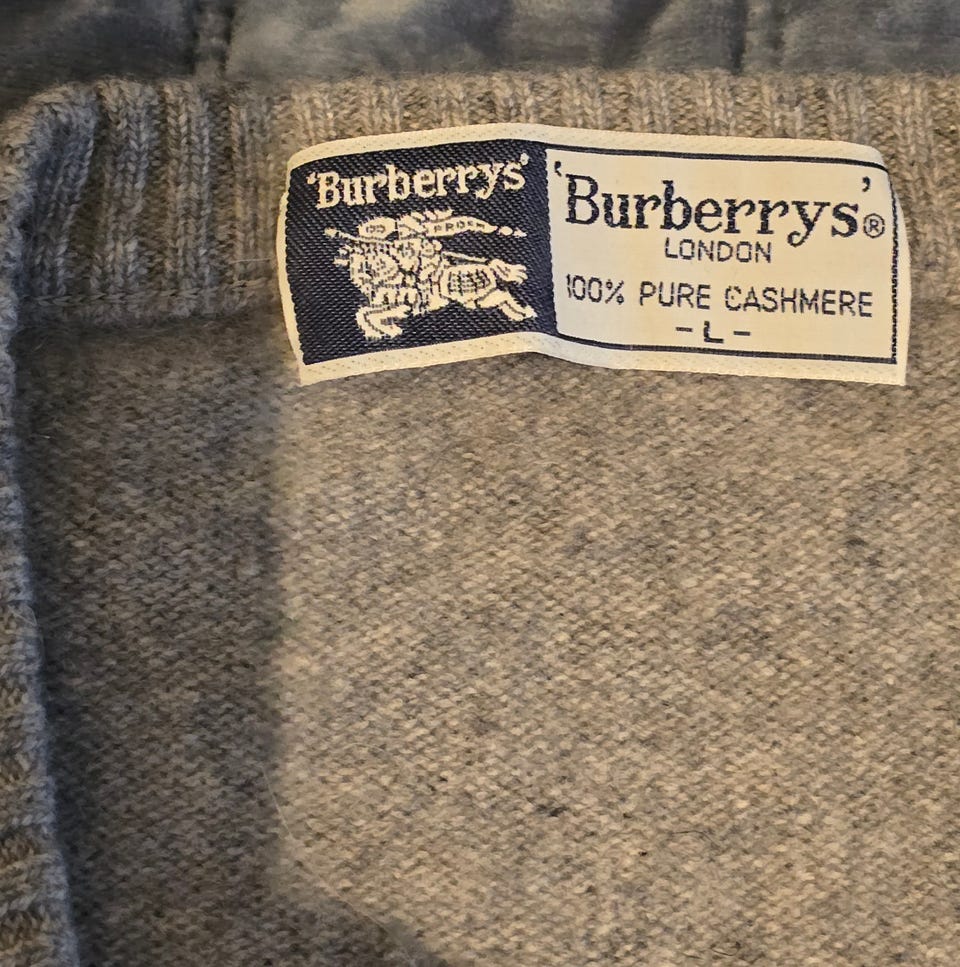 ‘Burberrys’
‘Burberrys’®
LONDON
100% PURE CASHMERE
- L -